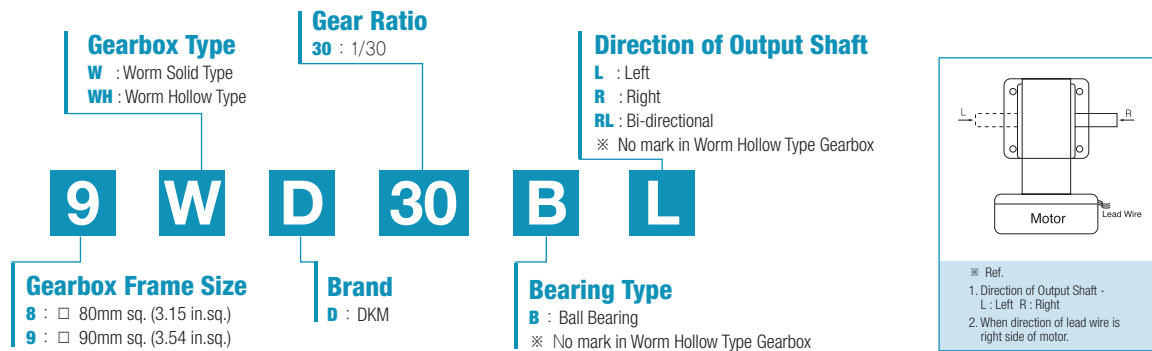 Gearbox Type
W : Worm Solid Type
WH : Worm Hollow Type
Gear Ratio
30 : 1/30
Direction of Output Shaft
L : Left
R : Right
RL : Bi-directional
※ No mark in Worm Hollow Type Gearbox
9 W D 30 B L
Gearbox Frame Size
8 : □ 80mm sq. (3.15 in.sq.)
9 : □ 90mm sq. (3.54 in.sq.)
Brand
D : DKM
Bearing Type
B : Ball Bearing
※ No mark in Worm Hollow Type Gearbox
L
R
Motor
Lead Wire
※ Ref.
1. Direction of Output Shaft -
L : Left R : Right
2. When direction of lead wire is
right side of motor.